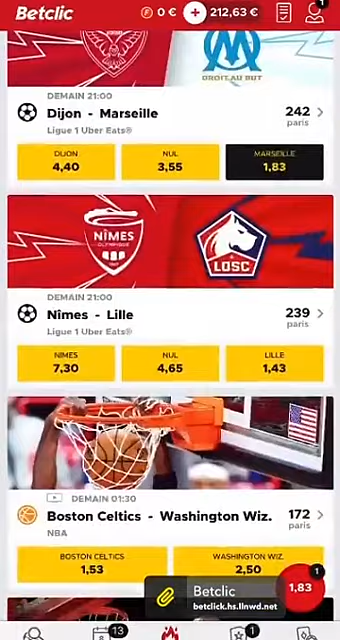 Betclic
0 € + 212,63 € 1
DROIT AU BUT
DEMAIN 21:00
Dijon - Marseille
242
paris
Ligue 1 Uber Eats®
DIJON NUL MARSEILLE
4,40 3,55 1,83
NÎMES
OLYMPIQUE
LOSC
DEMAIN 21:00
Nîmes - Lille
239
paris
Ligue 1 Uber Eats®
NIMES NUL LILLE
7,30 4,65 1,43
DEMAIN 01:30
Boston Celtics - Washington Wiz.
172
paris
NBA
BOSTON CELTICS WASHINGTON WIZ.
1,53 2,50
Betclic
betclick.hs.llnwd.net
1,83
1
13
1